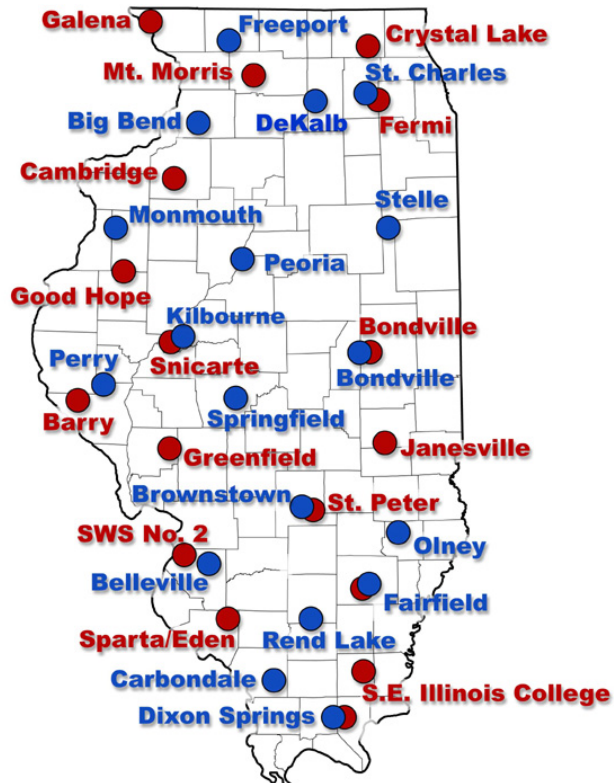 Galena
Freeport
Crystal Lake
Mt. Morris
St. Charles
Big Bend
DeKalb
Fermi
Cambridge
Stelle
Monmouth
Peoria
Good Hope
Kilbourne
Bondville
Snicarte
Perry
Bondville
Barry
Springfield
Greenfield
Janesville
Brownstown
St. Peter
SWS No. 2
Olney
Belleville
Fairfield
Sparta/Eden
Rend Lake
Carbondale
S.E. Illinois College
Dixon Springs